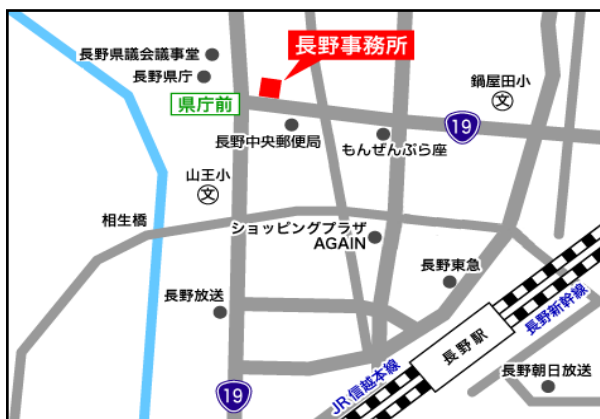 長野事務所
長野県議会議事堂
長野県庁
県庁前
鍋屋田小
文
19
長野中央郵便局
もんぜんぷら座
山王小
文
相生橋
ショッピングプラザ
AGAIN
長野東急
長野放送
長野新幹線
長野駅
JR信越本線
長野朝日放送
19